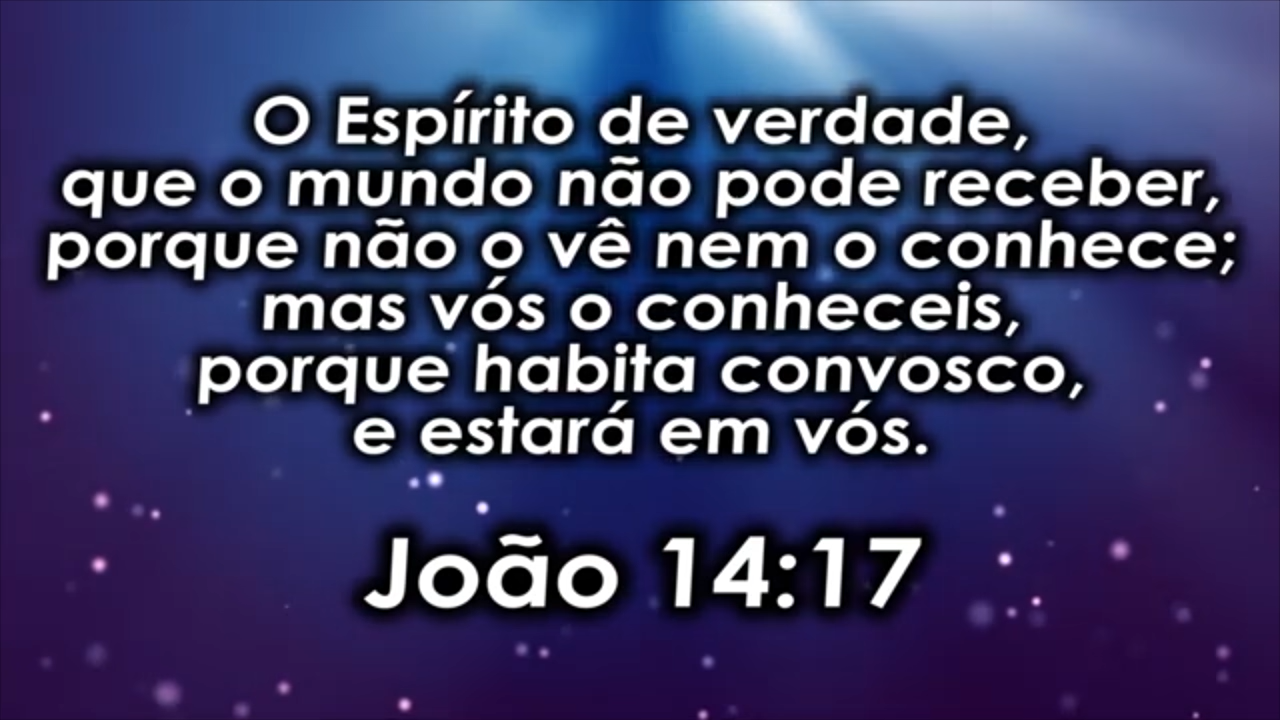 O Espírito de verdade,
que o mundo não pode receber,
porque não o vê nem o conhece;
mas vós o conheceis,
porque habita convosco,
e estará em vós.
João 14:17